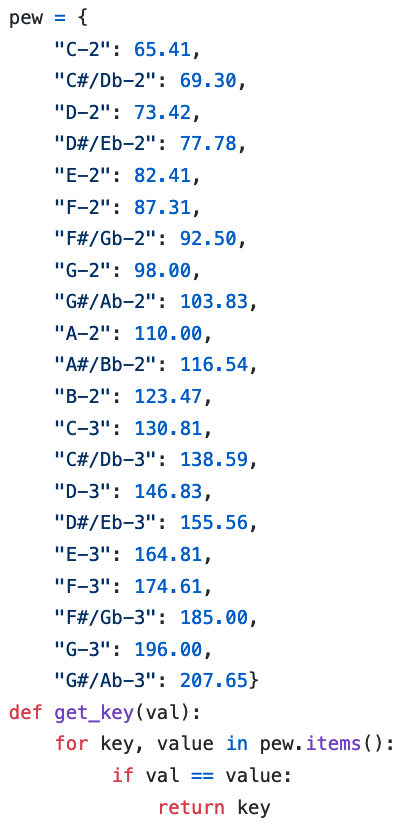 pew = {
    "C-2": 65.41,
    "C#/Db-2": 69.30,
    "D-2": 73.42,
    "D#/Eb-2": 77.78,
    "E-2": 82.41,
    "F-2": 87.31,
    "F#/Gb-2": 92.50,
    "G-2": 98.00,
    "G#/Ab-2": 103.83,
    "A-2": 110.00,
    "A#/Bb-2": 116.54,
    "B-2": 123.47,
    "C-3": 130.81,
    "C#/Db-3": 138.59,
    "D-3": 146.83,
    "D#/Eb-3": 155.56,
    "E-3": 164.81,
    "F-3": 174.61,
    "F#/Gb-3": 185.00,
    "G-3": 196.00,
    "G#/Ab-3": 207.65}
def get_key(val):
    for key, value in pew.items():
         if val == value:
             return key